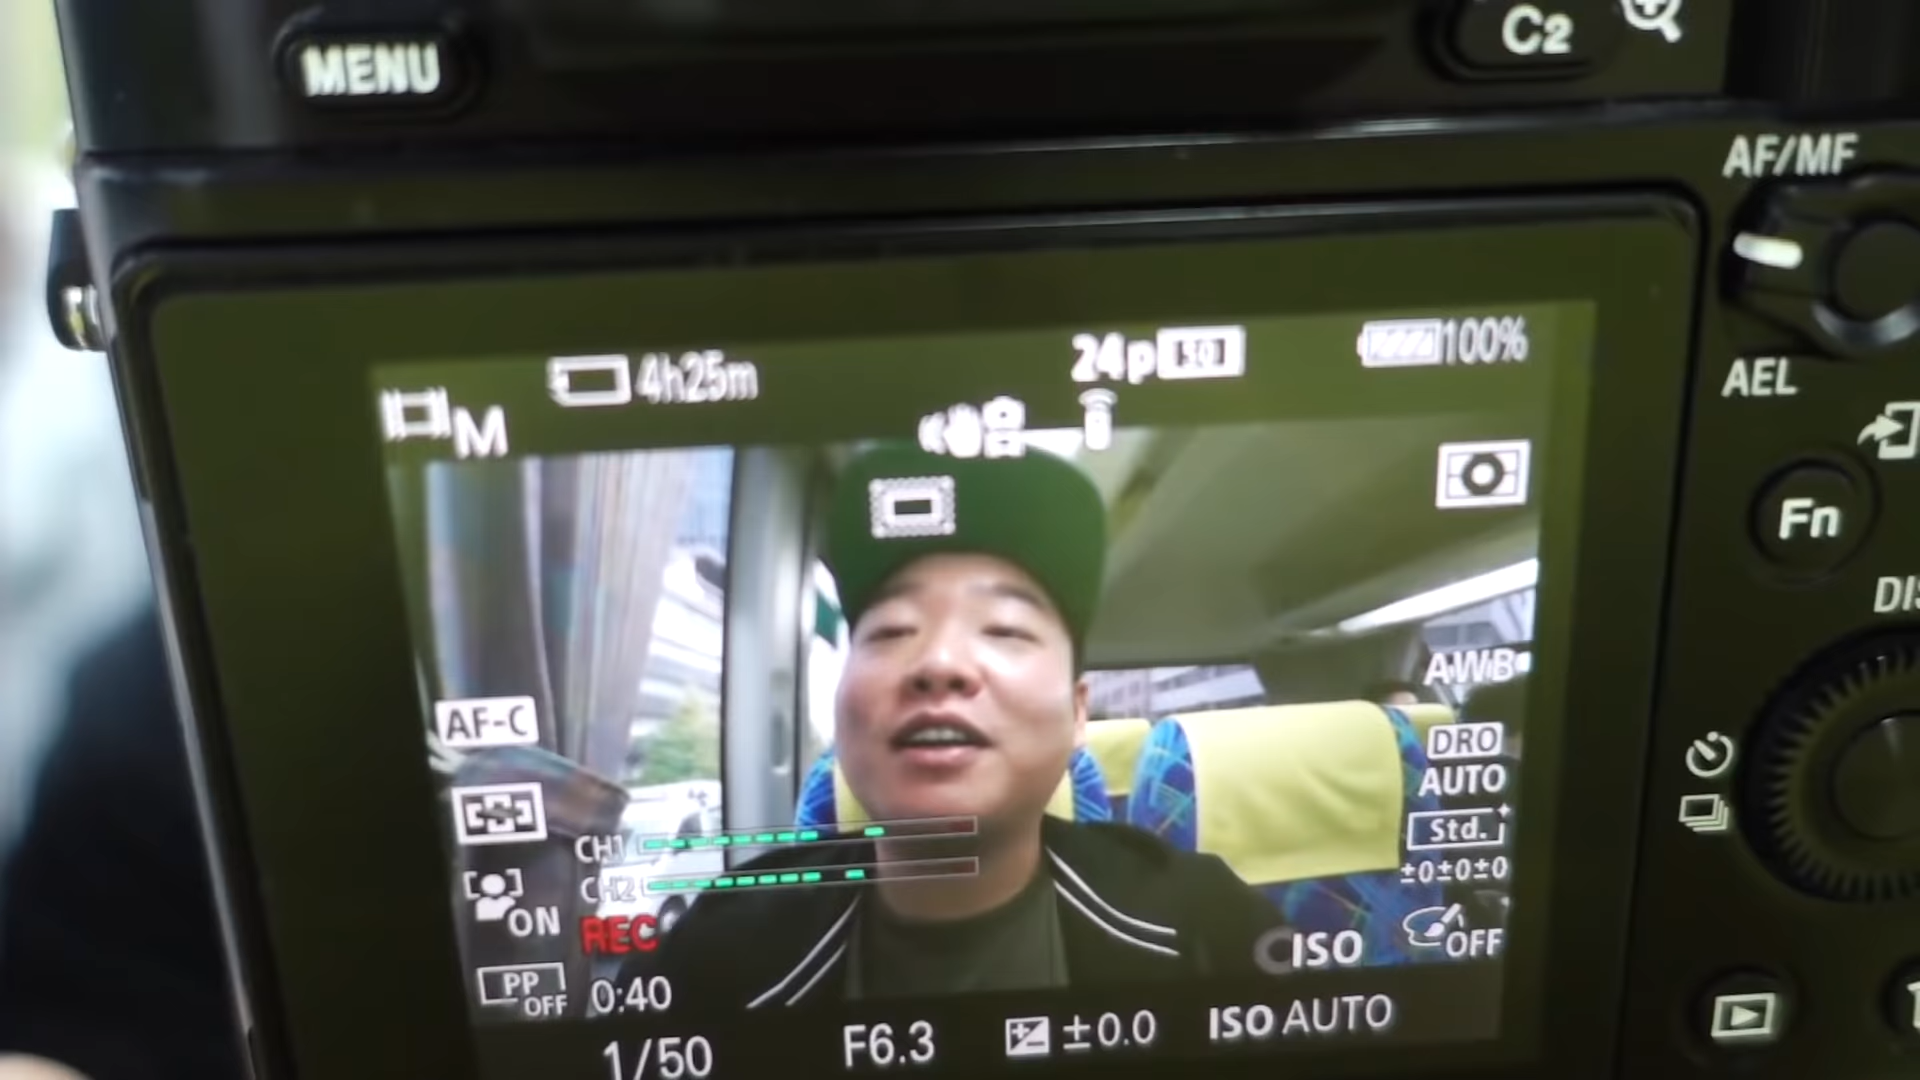 MENU
C2
AF/MF
AEL
Fn
4h25m
24p
100%
M
AWB
AF-C
DRO
AUTO
Std.
±0±0±0
CH1
CH2
ON
REC
ISO
OFF
PP
OFF
0:40
1/50
F6.3
±0.0
ISO AUTO